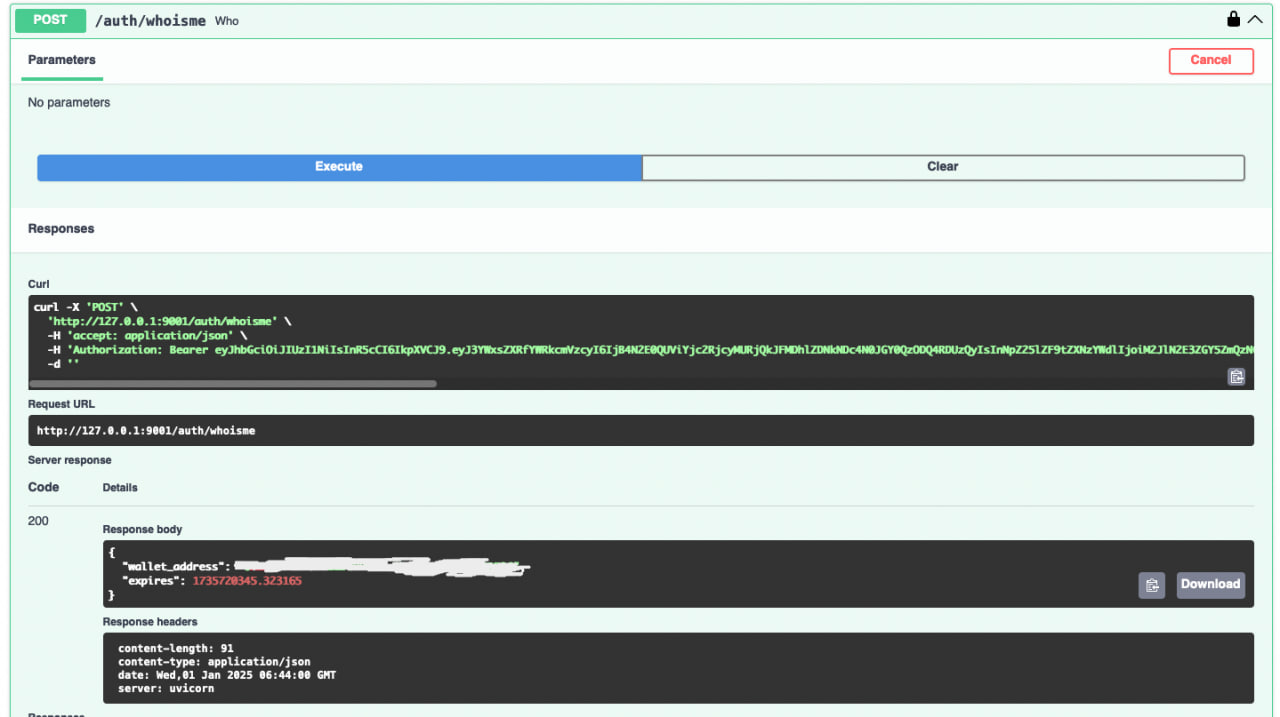 POST /auth/whoisme Who
Parameters
Cancel
No parameters
Execute
Clear
Responses
Curl
curl -X 'POST' \
'http://127.0.0.1:9001/auth/whoisme' \
-H 'accept: application/json' \
-H 'Authorization: Bearer
-d ''
Request URL
http://127.0.0.1:9001/auth/whoisme
Server response
Code Details
200
Response body
{
"wallet_address":
"expires": 1735720345.323165
}
Download
Response headers
content-length: 91
content-type: application/json
date: Wed,01 Jan 2025 06:44:00 GMT
server: uvicorn
Responses